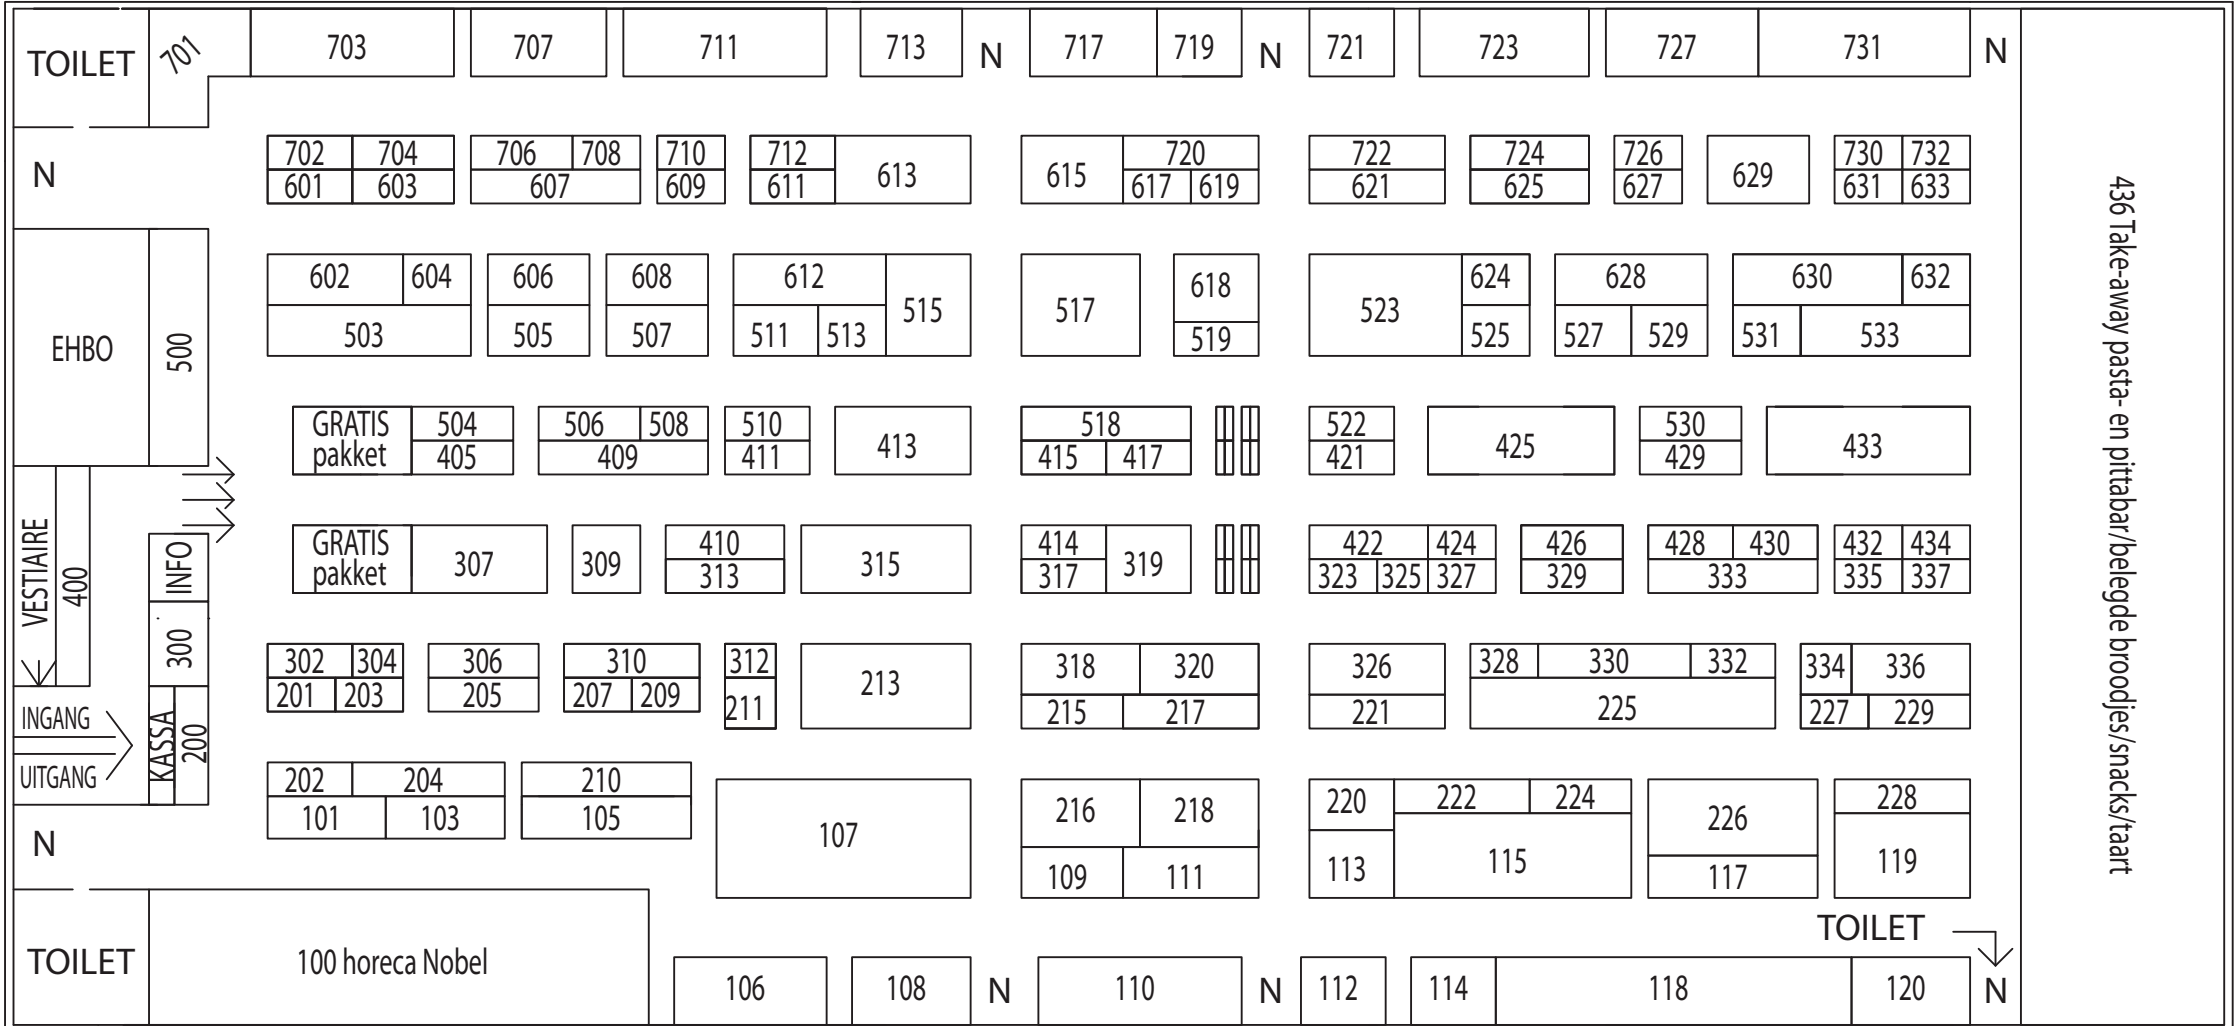 TOILET 701 703 707 711 713 N 717 719 N 721 723 727 731 N
702 704 706 708 710 712 720 722 724 726 730 732
N 613 615 629
601 603 607 609 611 617 619 621 625 627 631 633
602 604 606 608 612 618 624 628 630 632
515 517 523
EHBO 500 503 505 507 511 513 519 525 527 529 531 533
GRATIS 504 506 508 510 518 522 530
413 425 433
pakket 405 409 411 415 417 421 429
GRATIS 410 414 422 424 426 428 430 432 434
307 309 315 319
pakket 313 317 323 325 327 329 333 335 337
VESTIAIRE 400 INFO 300
302 304 306 310 312 318 320 326 328 330 332 334 336
213
201 203 205 207 209 211 215 217 221 225 227 229
INGANG
KASSA 200
UITGANG
202 204 210 216 218 220 222 224 226 228
101 103 105 107 109 111 113 115 117 119
N
TOILET
TOILET 100 horeca Nobel 106 108 N 110 N 112 114 118 120 N
436 Take-away pasta- en pittabar/belegde broodjes/snacks/taart